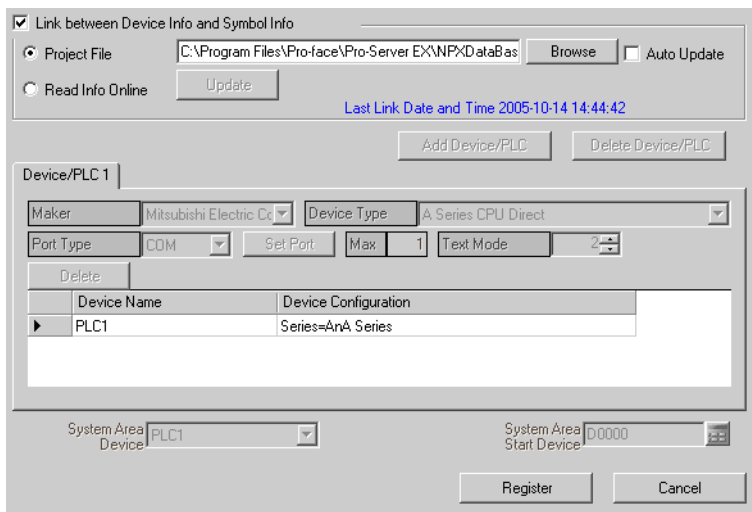 Link between Device Info and Symbol Info
Project File C:\Program Files\Pro-face\Pro-Server EX\NPXDataBas Browse Auto Update
Read Info Online Update
Last Link Date and Time 2005-10-14 14:44:42
Add Device/PLC Delete Device/PLC
Device/PLC 1
Maker Mitsubishi Electric Device Type A Series CPU Direct
Port Type COM Set Port Max 1 Text Mode 2
Delete
Device Name Device Configuration
PLC1 Series=AnA Series
System Area Device PLC1 System Area Start Device D0000
Register Cancel